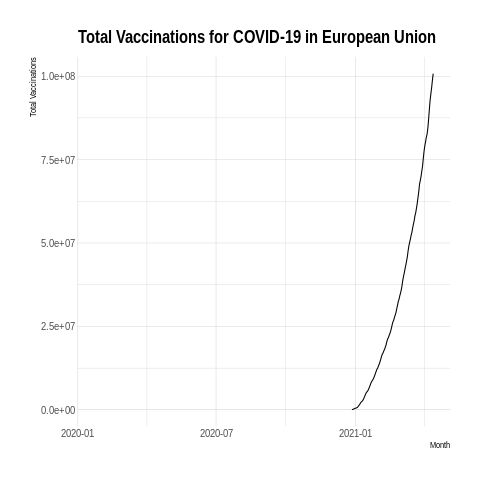 Total Vaccinations for COVID-19 in European Union
Total Vaccinations
1.0e+08
7.5e+07
5.0e+07
2.5e+07
0.0e+00
2020-01 2020-07 2021-01
Month